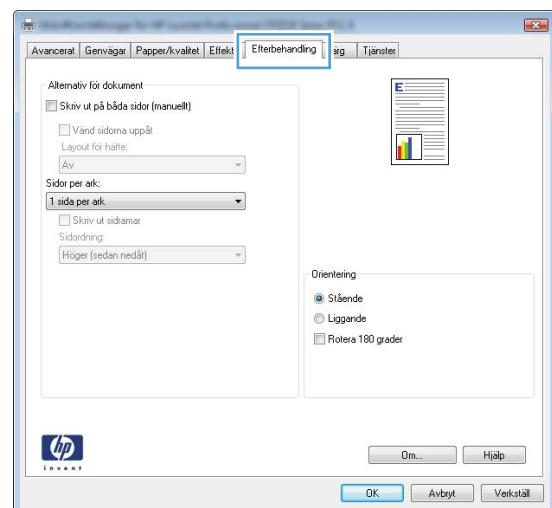 Avancerat Genvägar Papper/kvalitet Effekt Efterbehandling ärg Tjänster
Alternativ för dokument
Skriv ut på båda sidor (manuellt)
Vänd sidorna uppåt
Layout för häfte:
Av
Sidor per ark:
1 sida per ark
Skriv ut sidramar
Sidordning:
Höger (sedan nedåt)
E
Orientering
Stående
Liggande
Rotera 180 grader
hp
invent
Om... Hjälp
OK Avbryt Verkställ